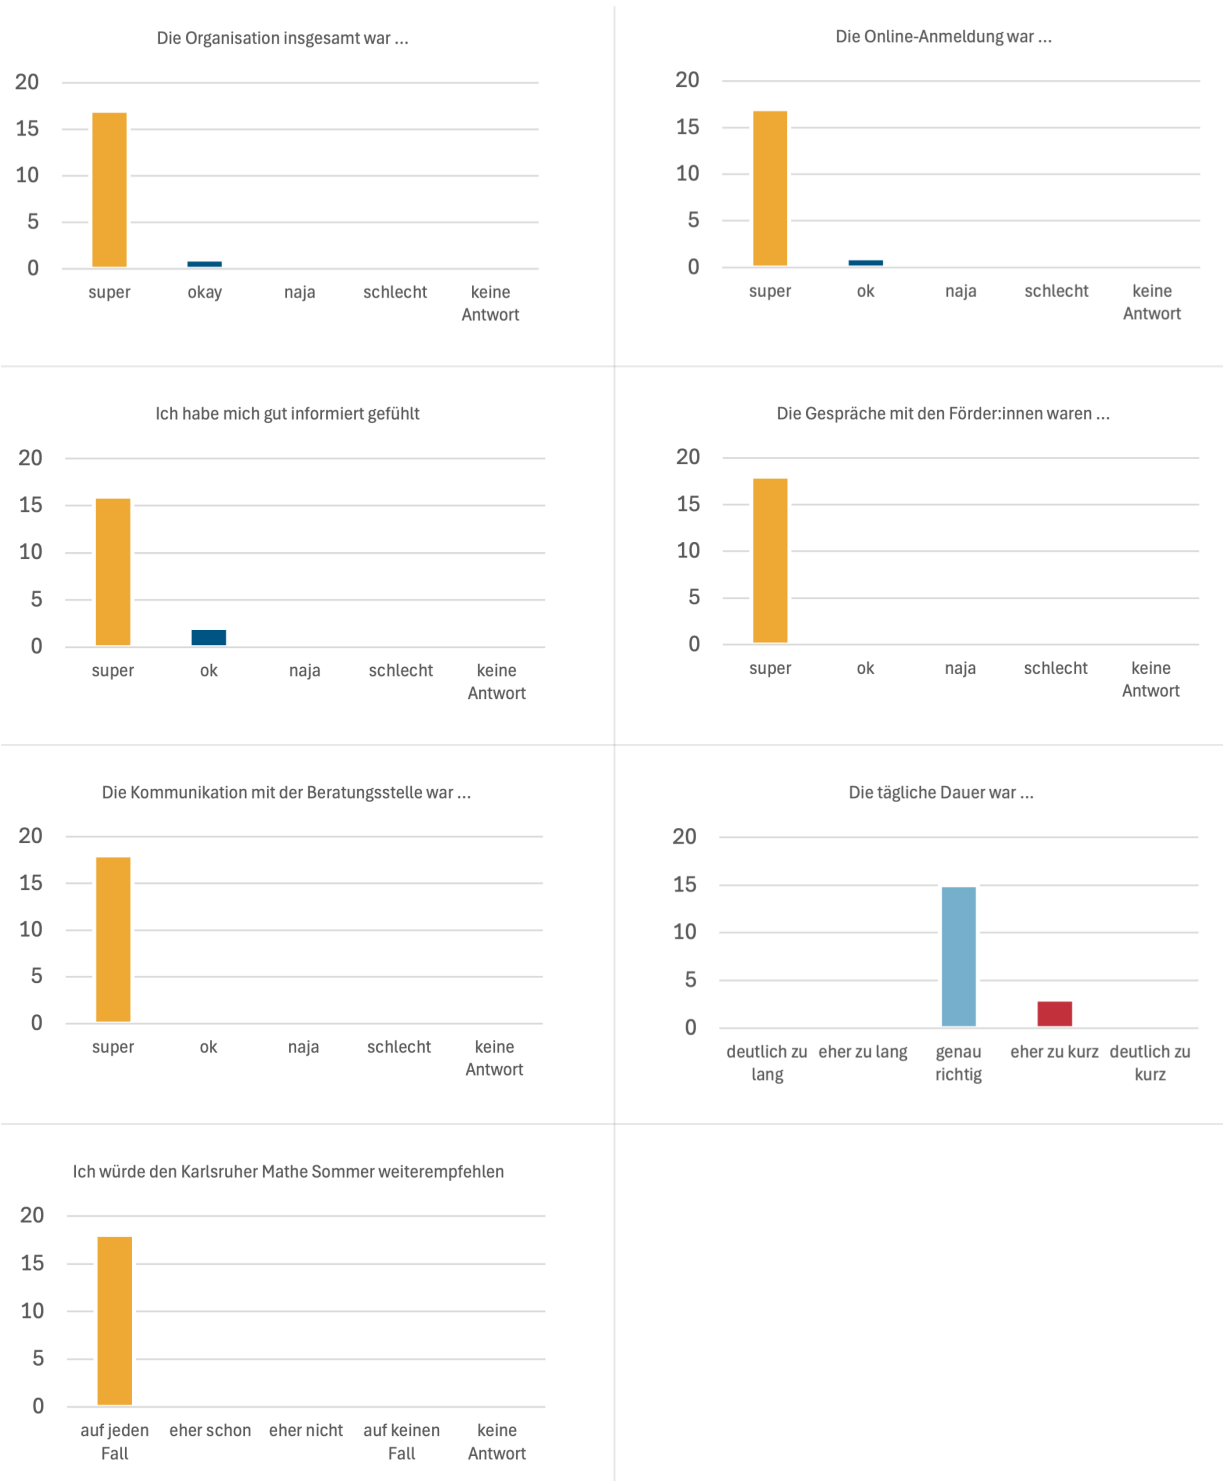 Die Organisation insgesamt war ...
20
15
10
5
0
super okay naja schlecht keine
Antwort
Die Online-Anmeldung war ...
20
15
10
5
0
super ok naja schlecht keine
Antwort
Ich habe mich gut informiert gefühlt
20
15
10
5
0
super ok naja schlecht keine
Antwort
Die Gespräche mit den Förder:innen waren ...
20
15
10
5
0
super ok naja schlecht keine
Antwort
Die Kommunikation mit der Beratungsstelle war ...
20
15
10
5
0
super ok naja schlecht keine
Antwort
Die tägliche Dauer war ...
20
15
10
5
0
deutlich zu eher zu lang genau eher zu kurz deutlich zu
lang richtig kurz
Ich würde den Karlsruher Mathe Sommer weiterempfehlen
20
15
10
5
0
auf jeden eher schon eher nicht auf keinen keine
Fall Fall Antwort